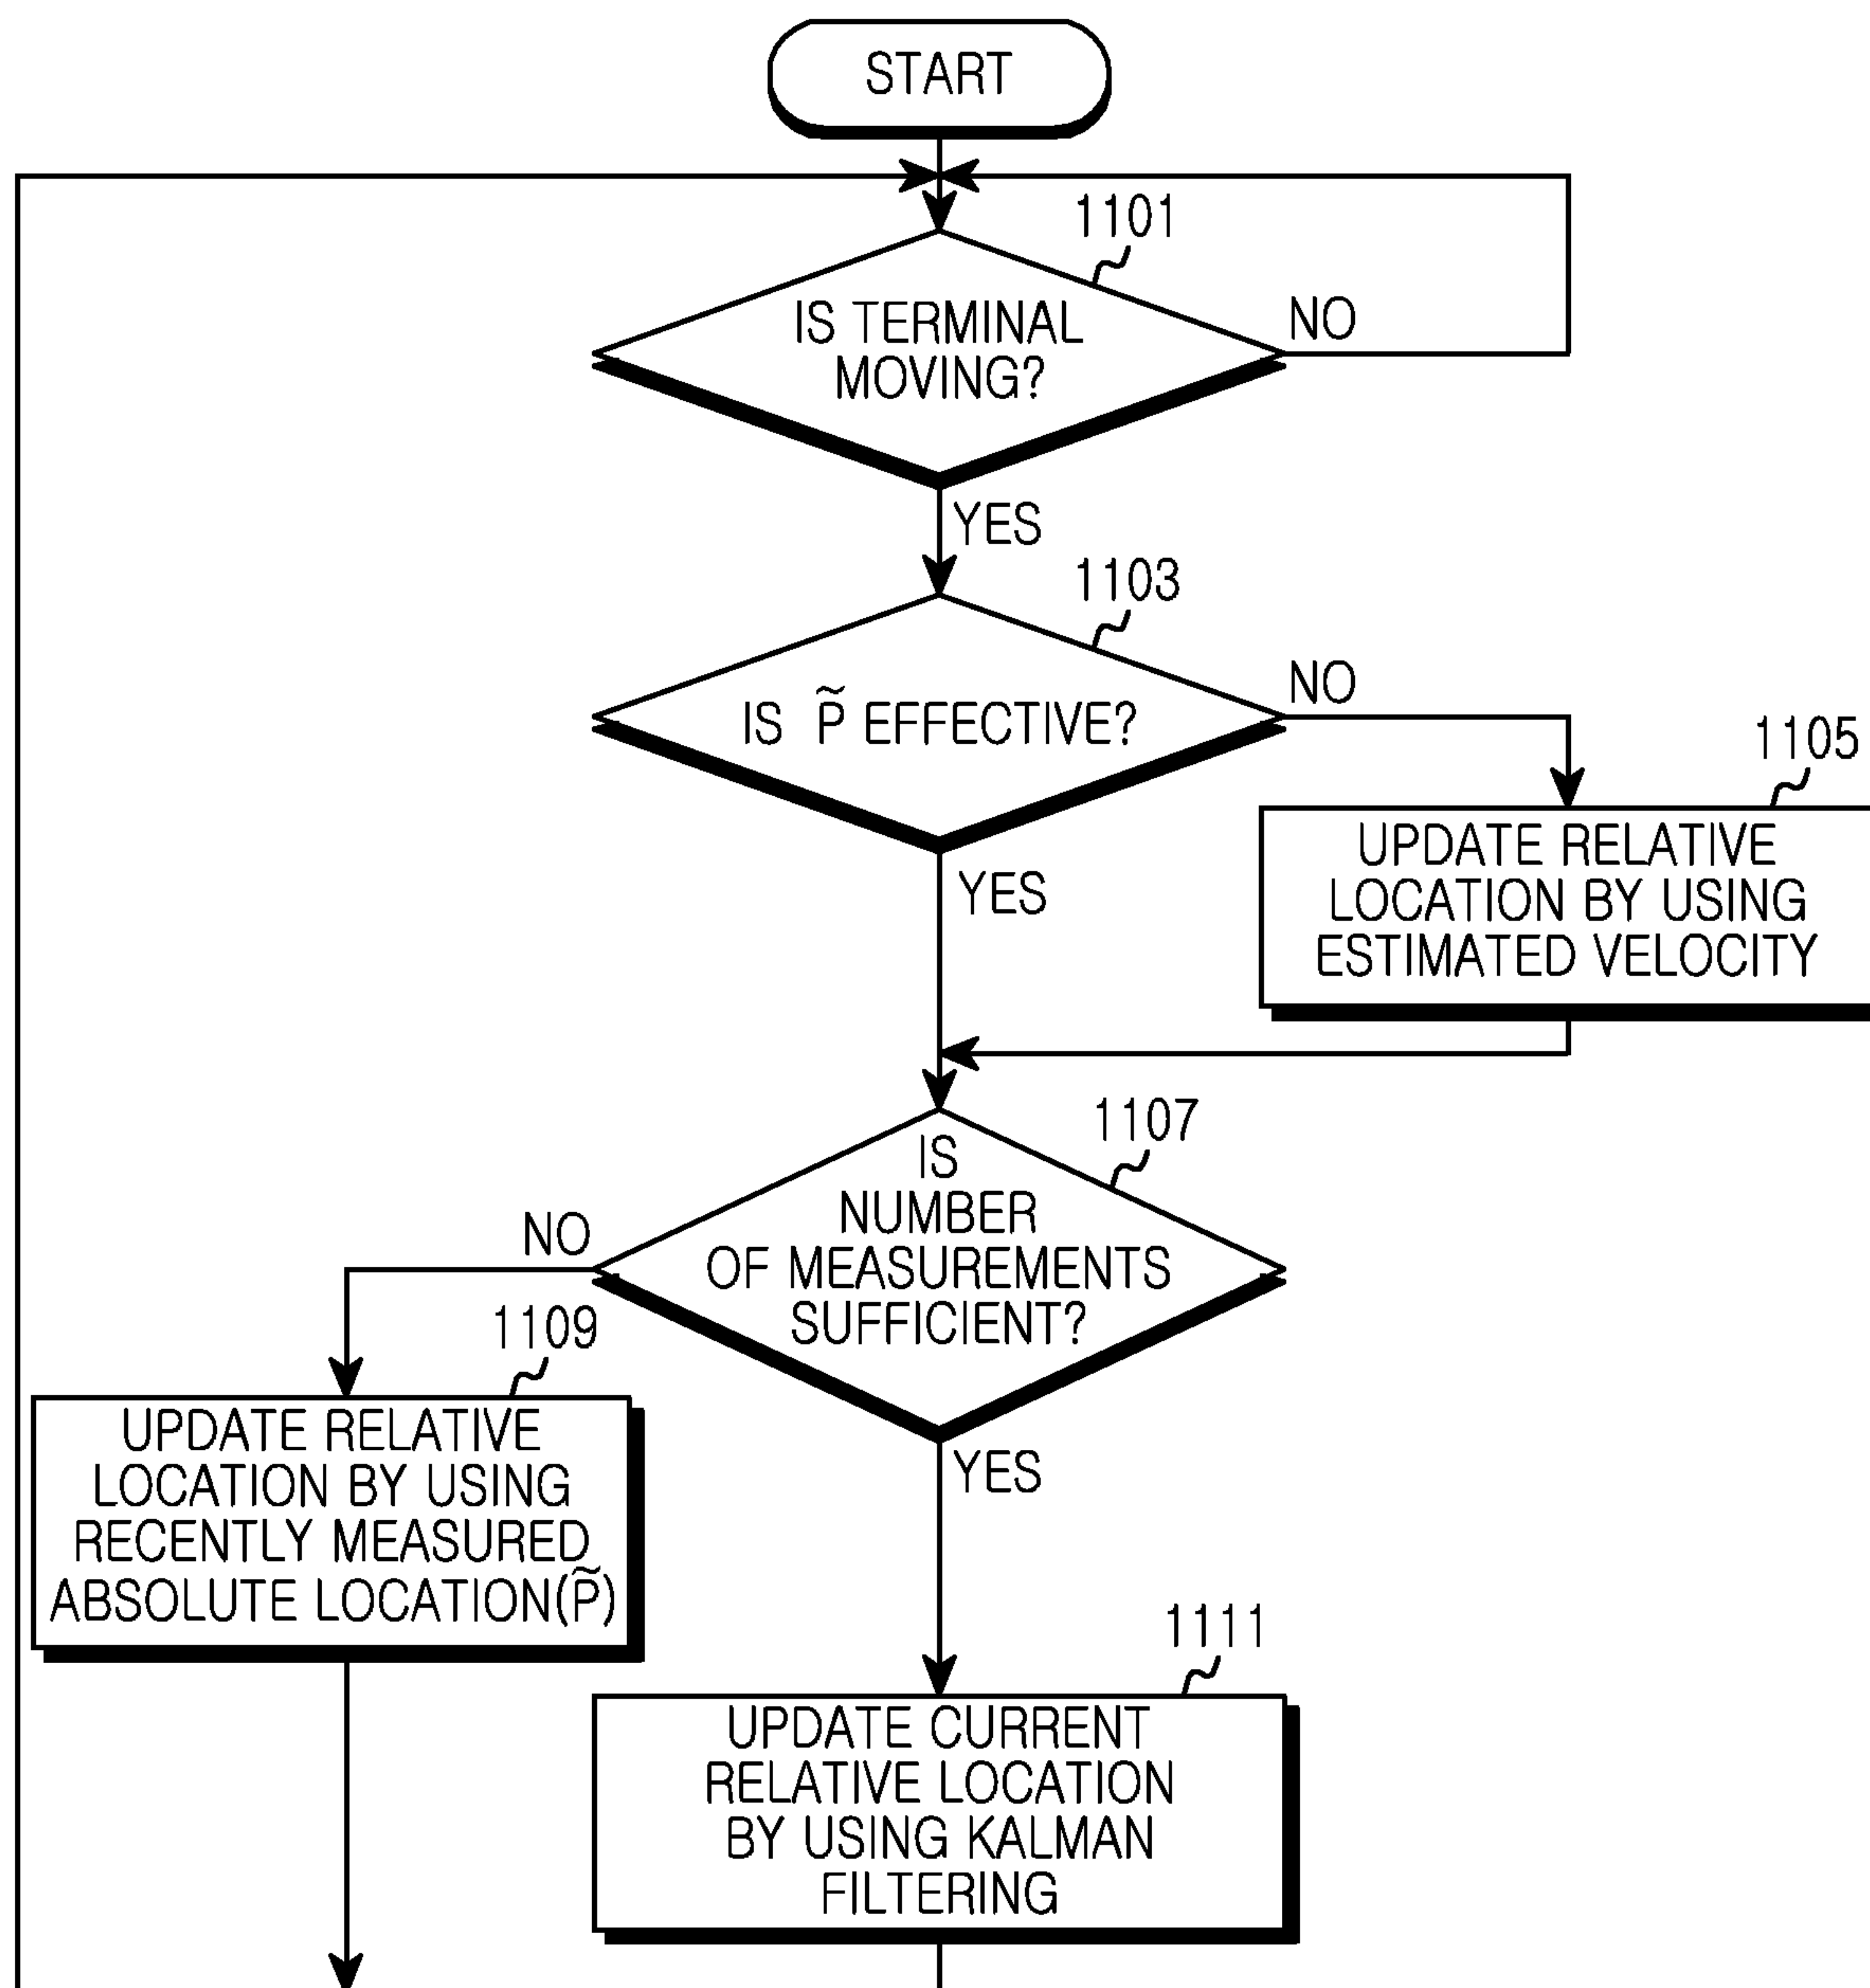 START
1101
IS TERMINAL
MOVING?
NO
YES
1103
IS P̃ EFFECTIVE?
NO
YES
1105
UPDATE RELATIVE
LOCATION BY USING
ESTIMATED VELOCITY
1107
IS
NUMBER
OF MEASUREMENTS
SUFFICIENT?
NO
YES
1109
UPDATE RELATIVE
LOCATION BY USING
RECENTLY MEASURED
ABSOLUTE LOCATION(P̃)
1111
UPDATE CURRENT
RELATIVE LOCATION
BY USING KALMAN
FILTERING